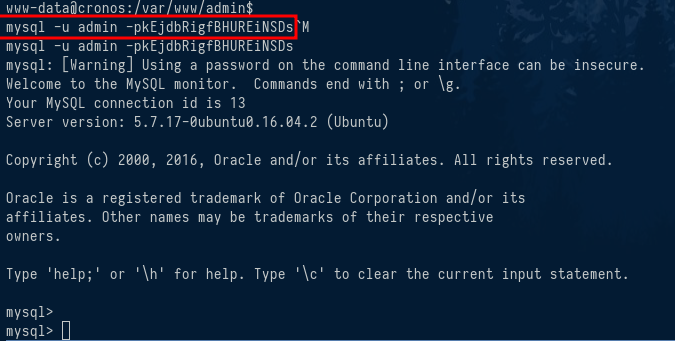 www-data@cronos:/var/www/admin$
mysql -u admin -pkEjdbRigfBHUREiNSDs`M
mysql -u admin -pkEjdbRigfBHUREiNSDs
mysql: [Warning] Using a password on the command line interface can be insecure.
Welcome to the MySQL monitor.  Commands end with ; or \g.
Your MySQL connection id is 13
Server version: 5.7.17-0ubuntu0.16.04.2 (Ubuntu)
Copyright (c) 2000, 2016, Oracle and/or its affiliates. All rights reserved.
Oracle is a registered trademark of Oracle Corporation and/or its
affiliates. Other names may be trademarks of their respective
owners.
Type 'help;' or '\h' for help. Type '\c' to clear the current input statement.
mysql>
mysql>